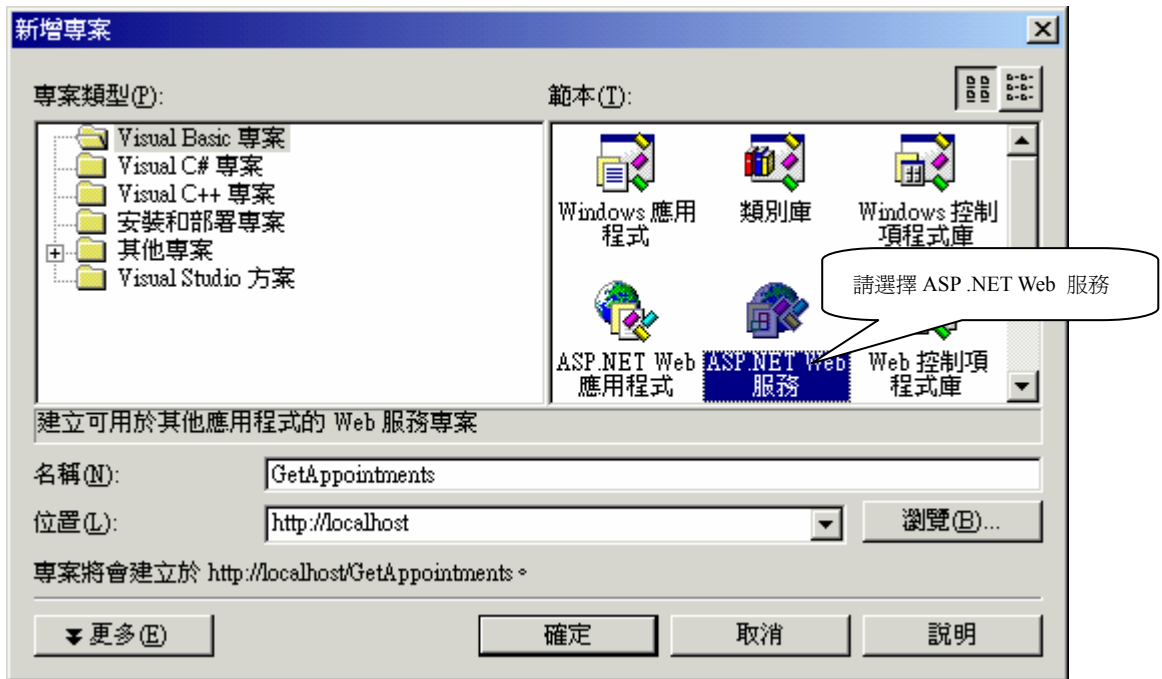 新增專案
專案類型(P):
範本(T):
Visual Basic 專案
Visual C# 專案
Visual C++ 專案
安裝和部署專案
其他專案
Visual Studio 方案
Windows 應用
程式
類別庫
Windows 控制
項程式庫
請選擇 ASP .NET Web 服務
ASP.NET Web
應用程式
ASP.NET Web
服務
Web 控制項
程式庫
建立可用於其他應用程式的 Web 服務專案
名稱(N):
GetAppointments
位置(L):
http://localhost
瀏覽(B)...
專案將會建立於 http://localhost/GetAppointments。
更多(E)
確定
取消
說明